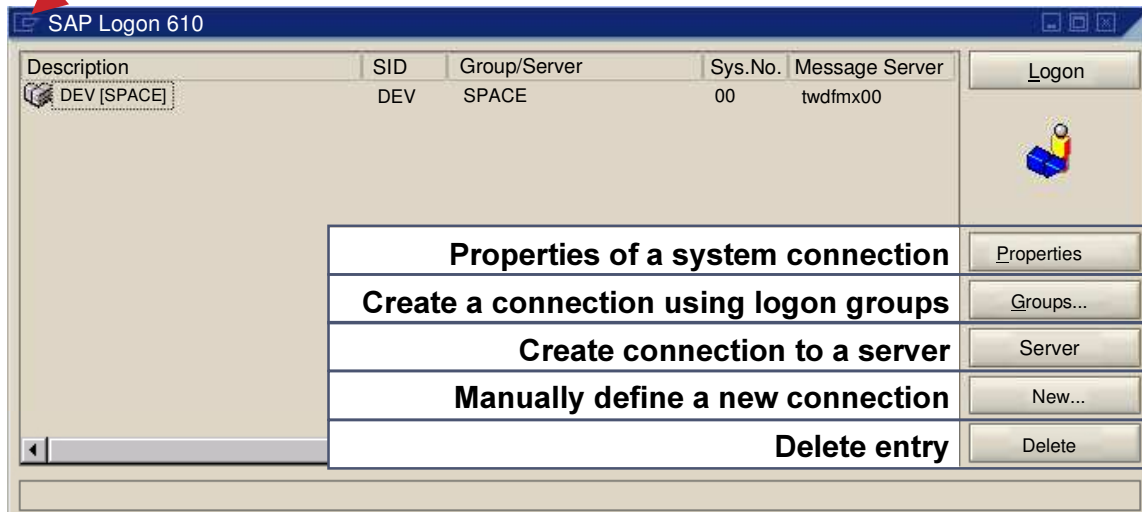 SAP Logon 610
Description SID Group/Server Sys.No. Message Server Logon
DEV [SPACE] DEV SPACE 00 twdfmx00
Properties of a system connection Properties
Create a connection using logon groups Groups...
Create connection to a server Server
Manually define a new connection New...
Delete entry Delete